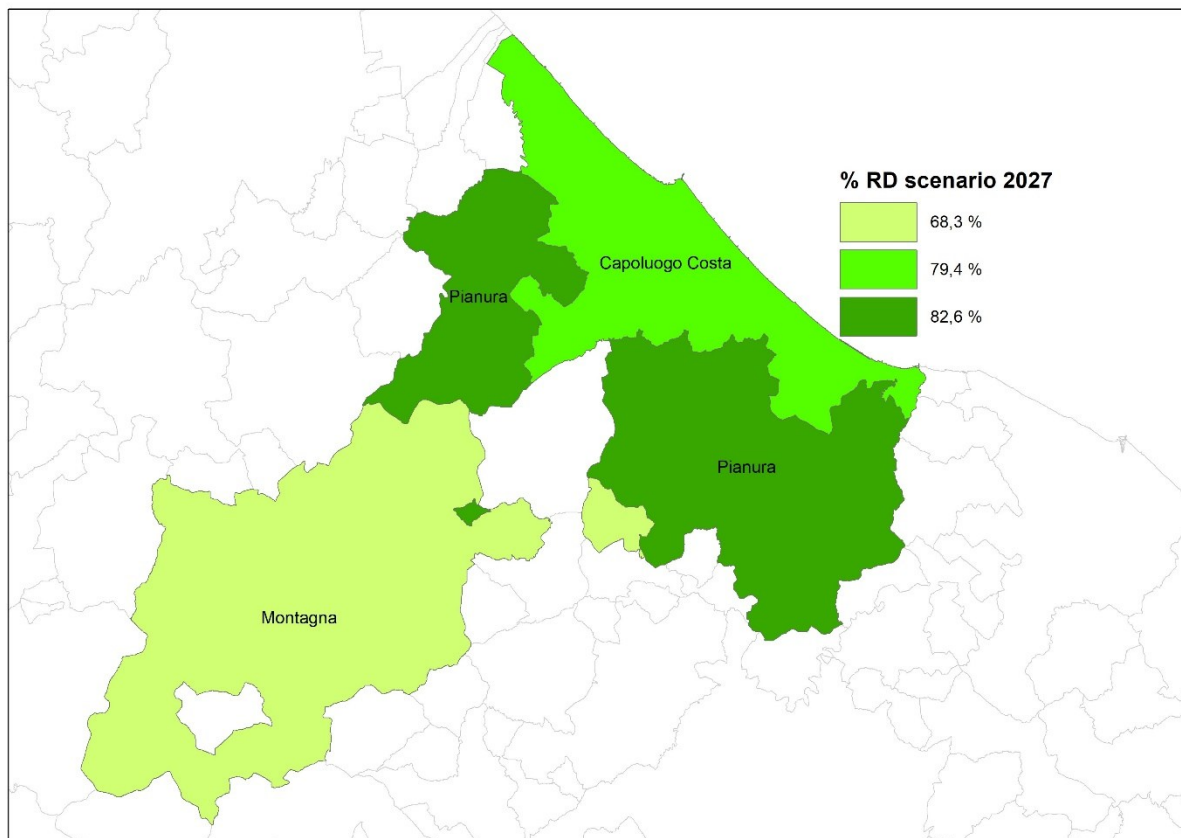 % RD scenario 2027
68,3 %
79,4 %
82,6 %
Capoluogo Costa
Pianura
Pianura
Montagna